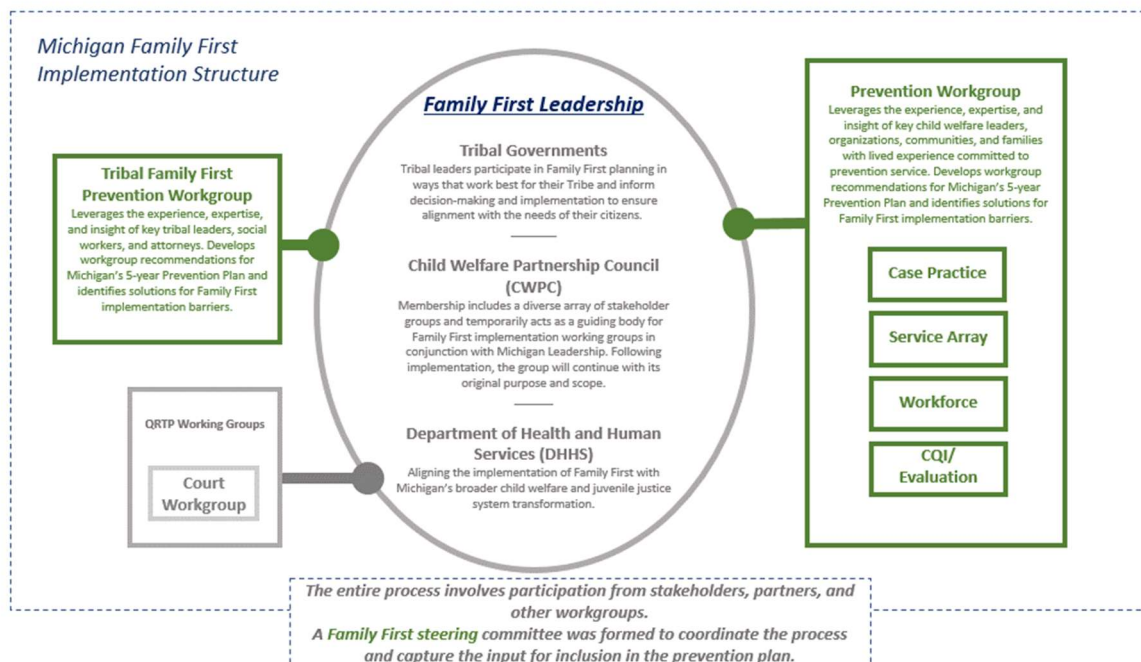 Michigan Family First
Implementation Structure
Tribal Family First
Prevention Workgroup
Leverages the experience, expertise,
and insight of key tribal leaders, social
workers, and attorneys. Develops
workgroup recommendations for
Michigan's 5-year Prevention Plan and
identifies solutions for Family First
implementation barriers.
QRTP Working Groups
Court
Workgroup
Family First Leadership
Tribal Governments
Tribal leaders participate in Family First planning in
ways that work best for their Tribe and inform
decision-making and implementation to ensure
alignment with the needs of their citizens.
Child Welfare Partnership Council
(CWPC)
Membership includes a diverse array of stakeholder
groups and temporarily acts as a guiding body for
Family First implementation working groups in
conjunction with Michigan Leadership. Following
implementation, the group will continue with its
original purpose and scope.
Department of Health and Human
Services (DHHS)
Aligning the implementation of Family First with
Michigan's broader child welfare and juvenile justice
system transformation.
Prevention Workgroup
Leverages the experience, expertise, and
insight of key child welfare leaders,
organizations, communities, and families
with lived experience committed to
prevention service. Develops workgroup
recommendations for Michigan's 5-year
Prevention Plan and identifies solutions for
Family First implementation barriers.
Case Practice
Service Array
Workforce
CQI/
Evaluation
The entire process involves participation from stakeholders, partners, and
other workgroups.
A Family First steering committee was formed to coordinate the process
and capture the input for inclusion in the prevention plan.